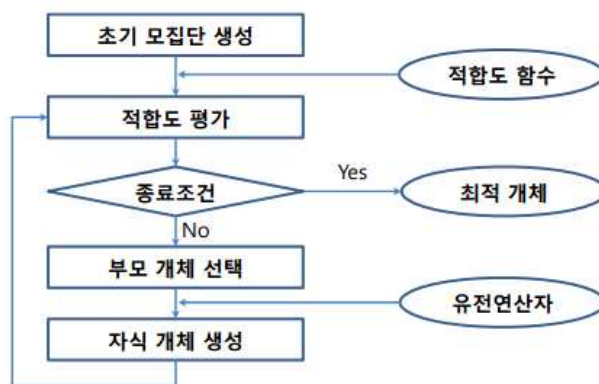 초기 모집단 생성
적합도 함수
적합도 평가
종료조건
Yes
최적 개체
No
부모 개체 선택
유전연산자
자식 개체 생성